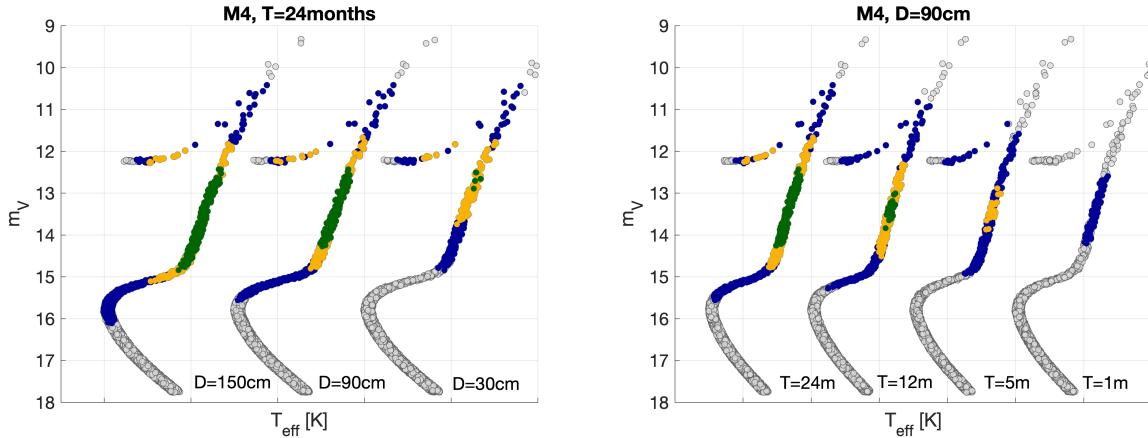 M4, T=24months
9
10
11
12
13
14
15
16
17
18
m_V
D=150cm
D=90cm
D=30cm
T_eff [K]
M4, D=90cm
9
10
11
12
13
14
15
16
17
18
m_V
T=24m
T=12m
T=5m
T=1m
T_eff [K]